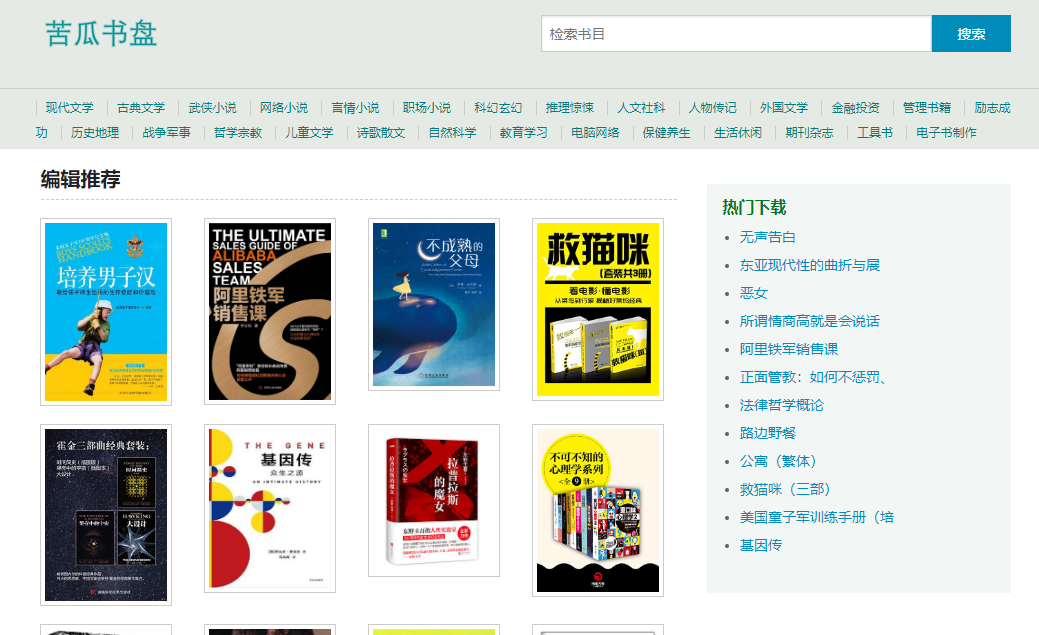 苦瓜书盘
检索书目
搜索
现代文学 古典文学 武侠小说 网络小说 言情小说 职场小说 科幻玄幻 推理惊悚 人文社科 人物传记 外国文学 金融投资 管理书籍 励志成
功 历史地理 战争军事 哲学宗教 儿童文学 诗歌散文 自然科学 教育学习 电脑网络 保健养生 生活休闲 期刊杂志 工具书 电子书制作
编辑推荐
HANDBOOK
培养男子汉
THE ULTIMATE
SALES GUIDE OF
ALIBABA
SALES
TEAM
阿里铁军
销售课
不成熟的
父母
救猫咪
(套装共3册)
看电影·懂电影
霍金三部曲经典套装：
时间简史
大设计
THE GENE
基因传
众生之源
AN INTIMATE HISTORY
拉普拉斯
的魔女
不可不知的
心理学系列
<全9册>
热门下载
无声告白
东亚现代性的曲折与展
恶女
所谓情商高就是会说话
阿里铁军销售课
正面管教：如何不惩罚、
法律哲学概论
路边野餐
公寓（繁体）
救猫咪（三部）
美国童子军训练手册（培
基因传